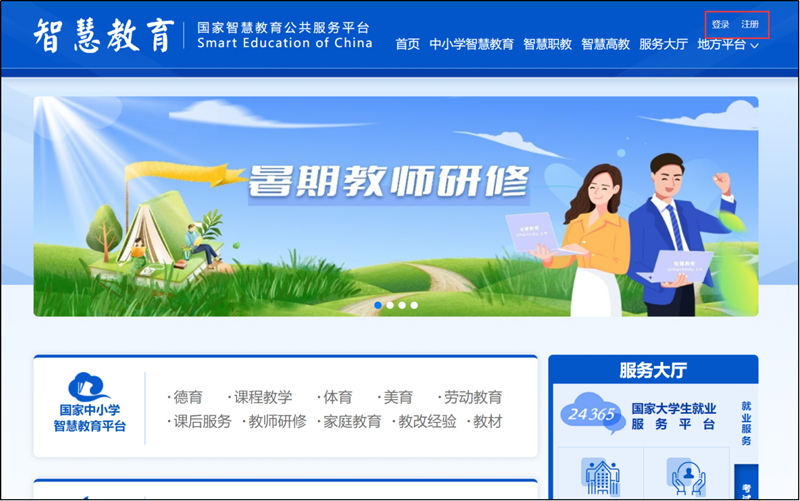 智慧教育
国家智慧教育公共服务平台
Smart Education of China
登录 注册
首页 中小学智慧教育 智慧职教 智慧高教 服务大厅 地方平台
暑期教师研修
国家中小学
智慧教育平台
·德育 ·课程教学 ·体育 ·美育 ·劳动教育
·课后服务 ·教师研修 ·家庭教育 ·教改经验 ·教材
服务大厅
24365
国家大学生就业
服务平台
就业服务